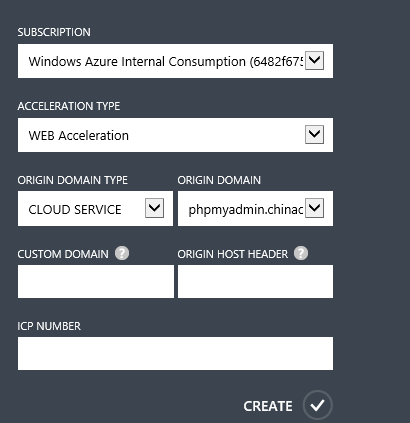 SUBSCRIPTION
Windows Azure Internal Consumption (6482f675
ACCELERATION TYPE
WEB Acceleration
ORIGIN DOMAIN TYPE ORIGIN DOMAIN
CLOUD SERVICE phpmyadmin.chinac
CUSTOM DOMAIN ? ORIGIN HOST HEADER ?
ICP NUMBER
CREATE